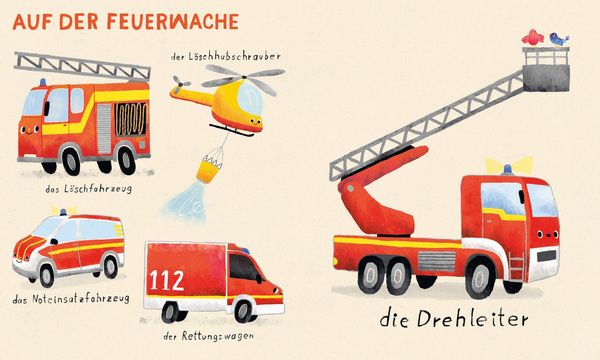 AUF DER FEUERWACHE
der Löschhubschrauber
das Löschfahrzeug
das Noteinsatzfahrzeug
112
der Rettungswagen
die Drehleiter